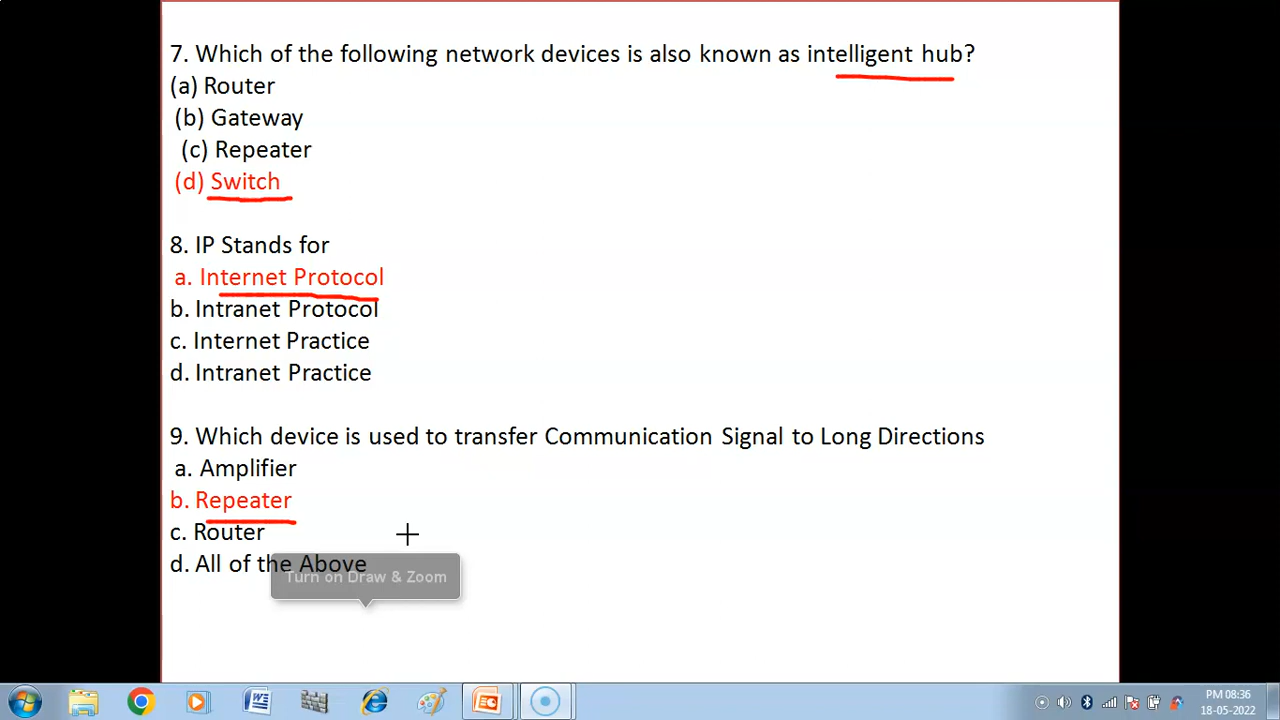 7. Which of the following network devices is also known as intelligent hub?
(a) Router
(b) Gateway
(c) Repeater
(d) Switch
8. IP Stands for
a. Internet Protocol
b. Intranet Protocol
c. Internet Practice
d. Intranet Practice
9. Which device is used to transfer Communication Signal to Long Directions
a. Amplifier
b. Repeater
c. Router
d. All of the Above
Turn on Draw & Zoom
PM 08:36
18-05-2022